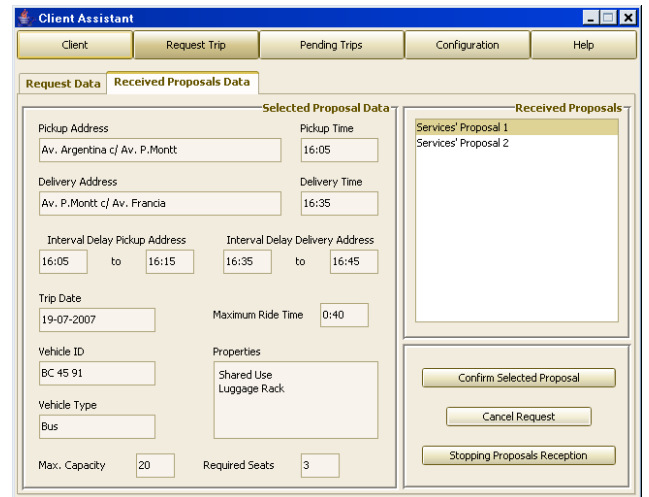 Client Assistant
Client Request Trip Pending Trips Configuration Help
Request Data Received Proposals Data
Selected Proposal Data
Pickup Address Pickup Time
Av. Argentina c/ Av. P.Montt 16:05
Delivery Address Delivery Time
Av. P.Montt c/ Av. Francia 16:35
Interval Delay Pickup Address Interval Delay Delivery Address
16:05 to 16:15 16:35 to 16:45
Trip Date
19-07-2007 Maximum Ride Time 0:40
Vehicle ID Properties
BC 45 91 Shared Use
Luggage Rack
Vehicle Type
Bus
Max. Capacity 20 Required Seats 3
Received Proposals
Services' Proposal 1
Services' Proposal 2
Confirm Selected Proposal
Cancel Request
Stopping Proposals Reception